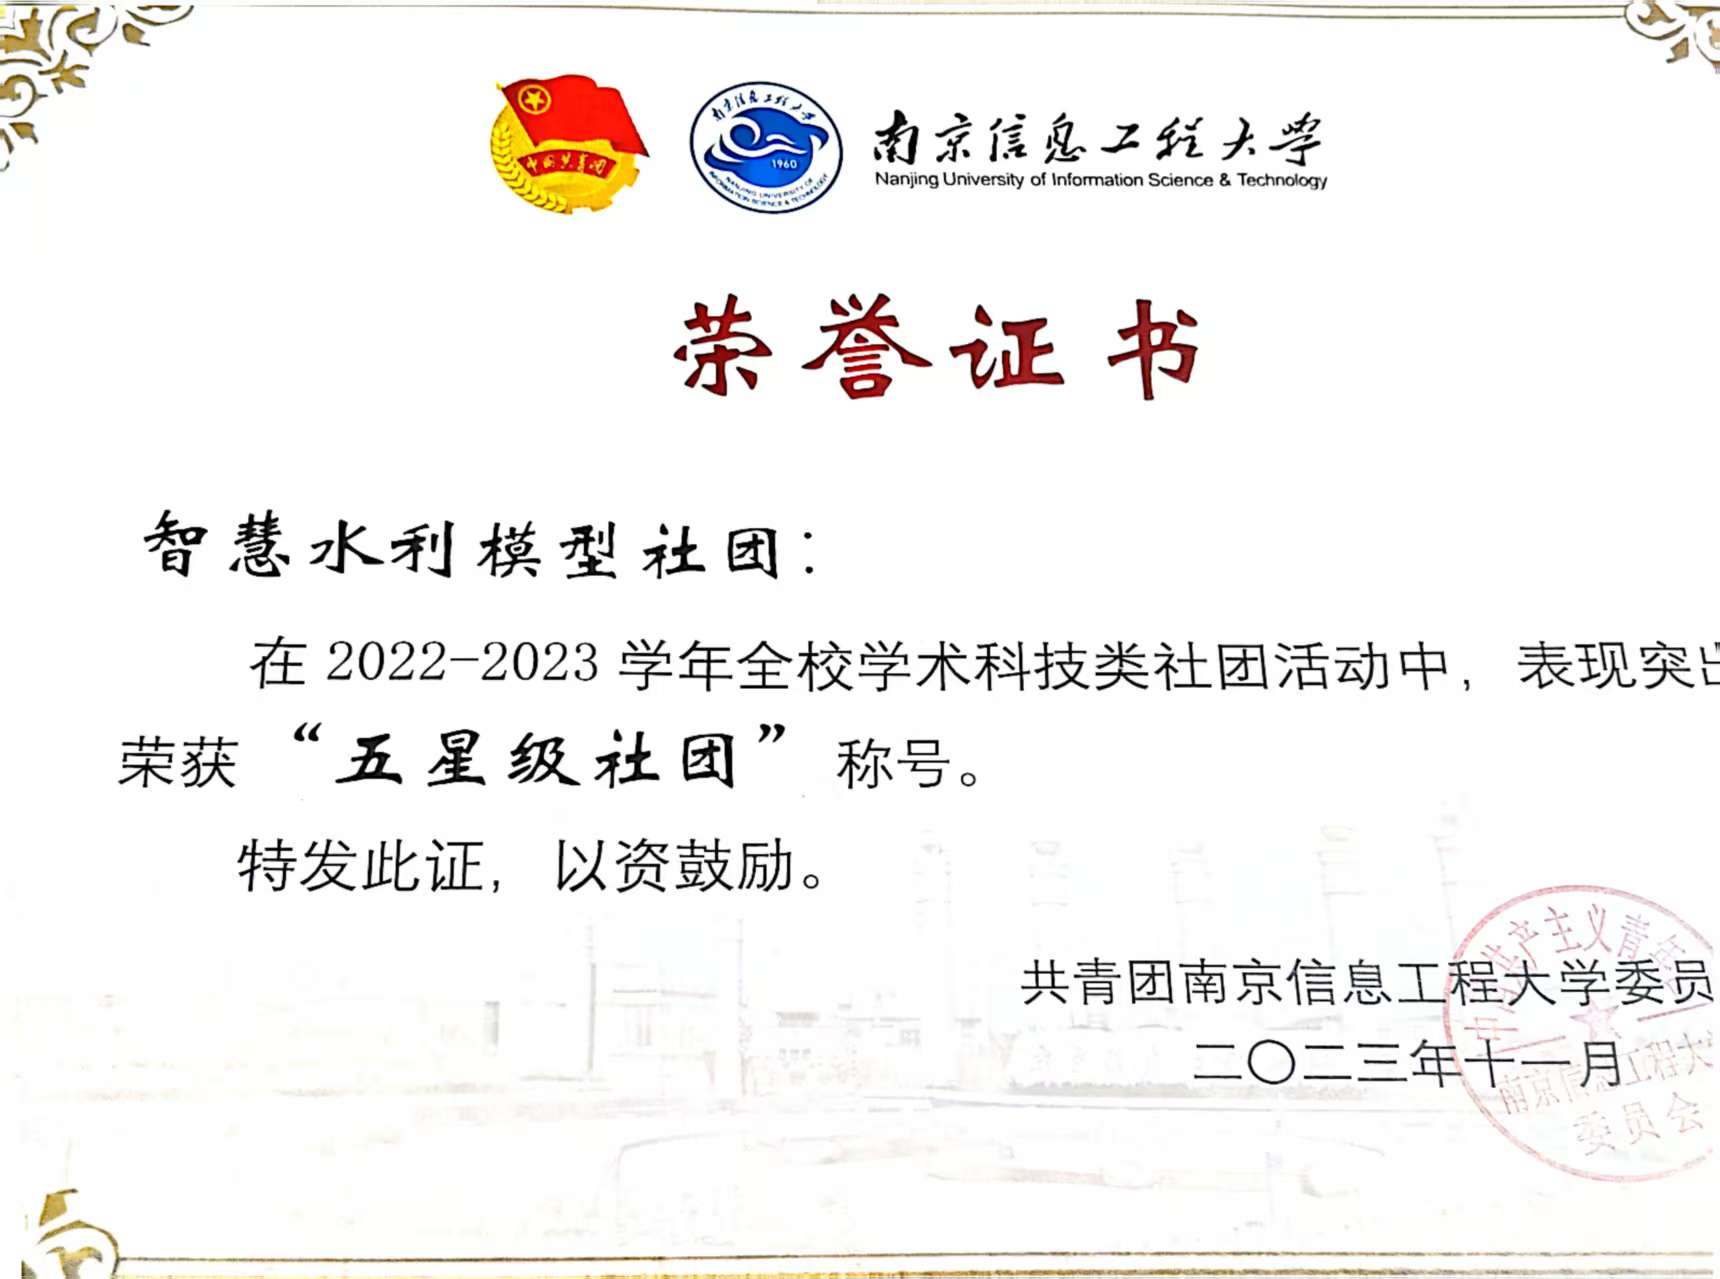 中国共青团
南京信息工程大学
1960
NANJING UNIVERSITY OF
INFORMATION SCIENCE & TECHNOLOGY
南京信息工程大学
Nanjing University of Information Science & Technology
荣誉证书
智慧水利模型社团：
在 2022-2023 学年全校学术科技类社团活动中，表现突出
荣获“五星级社团”称号。
特发此证，以资鼓励。
共青团南京信息工程大学委员
二〇二三年十一月
中国共产主义青年团
南京信息工程大
委员会